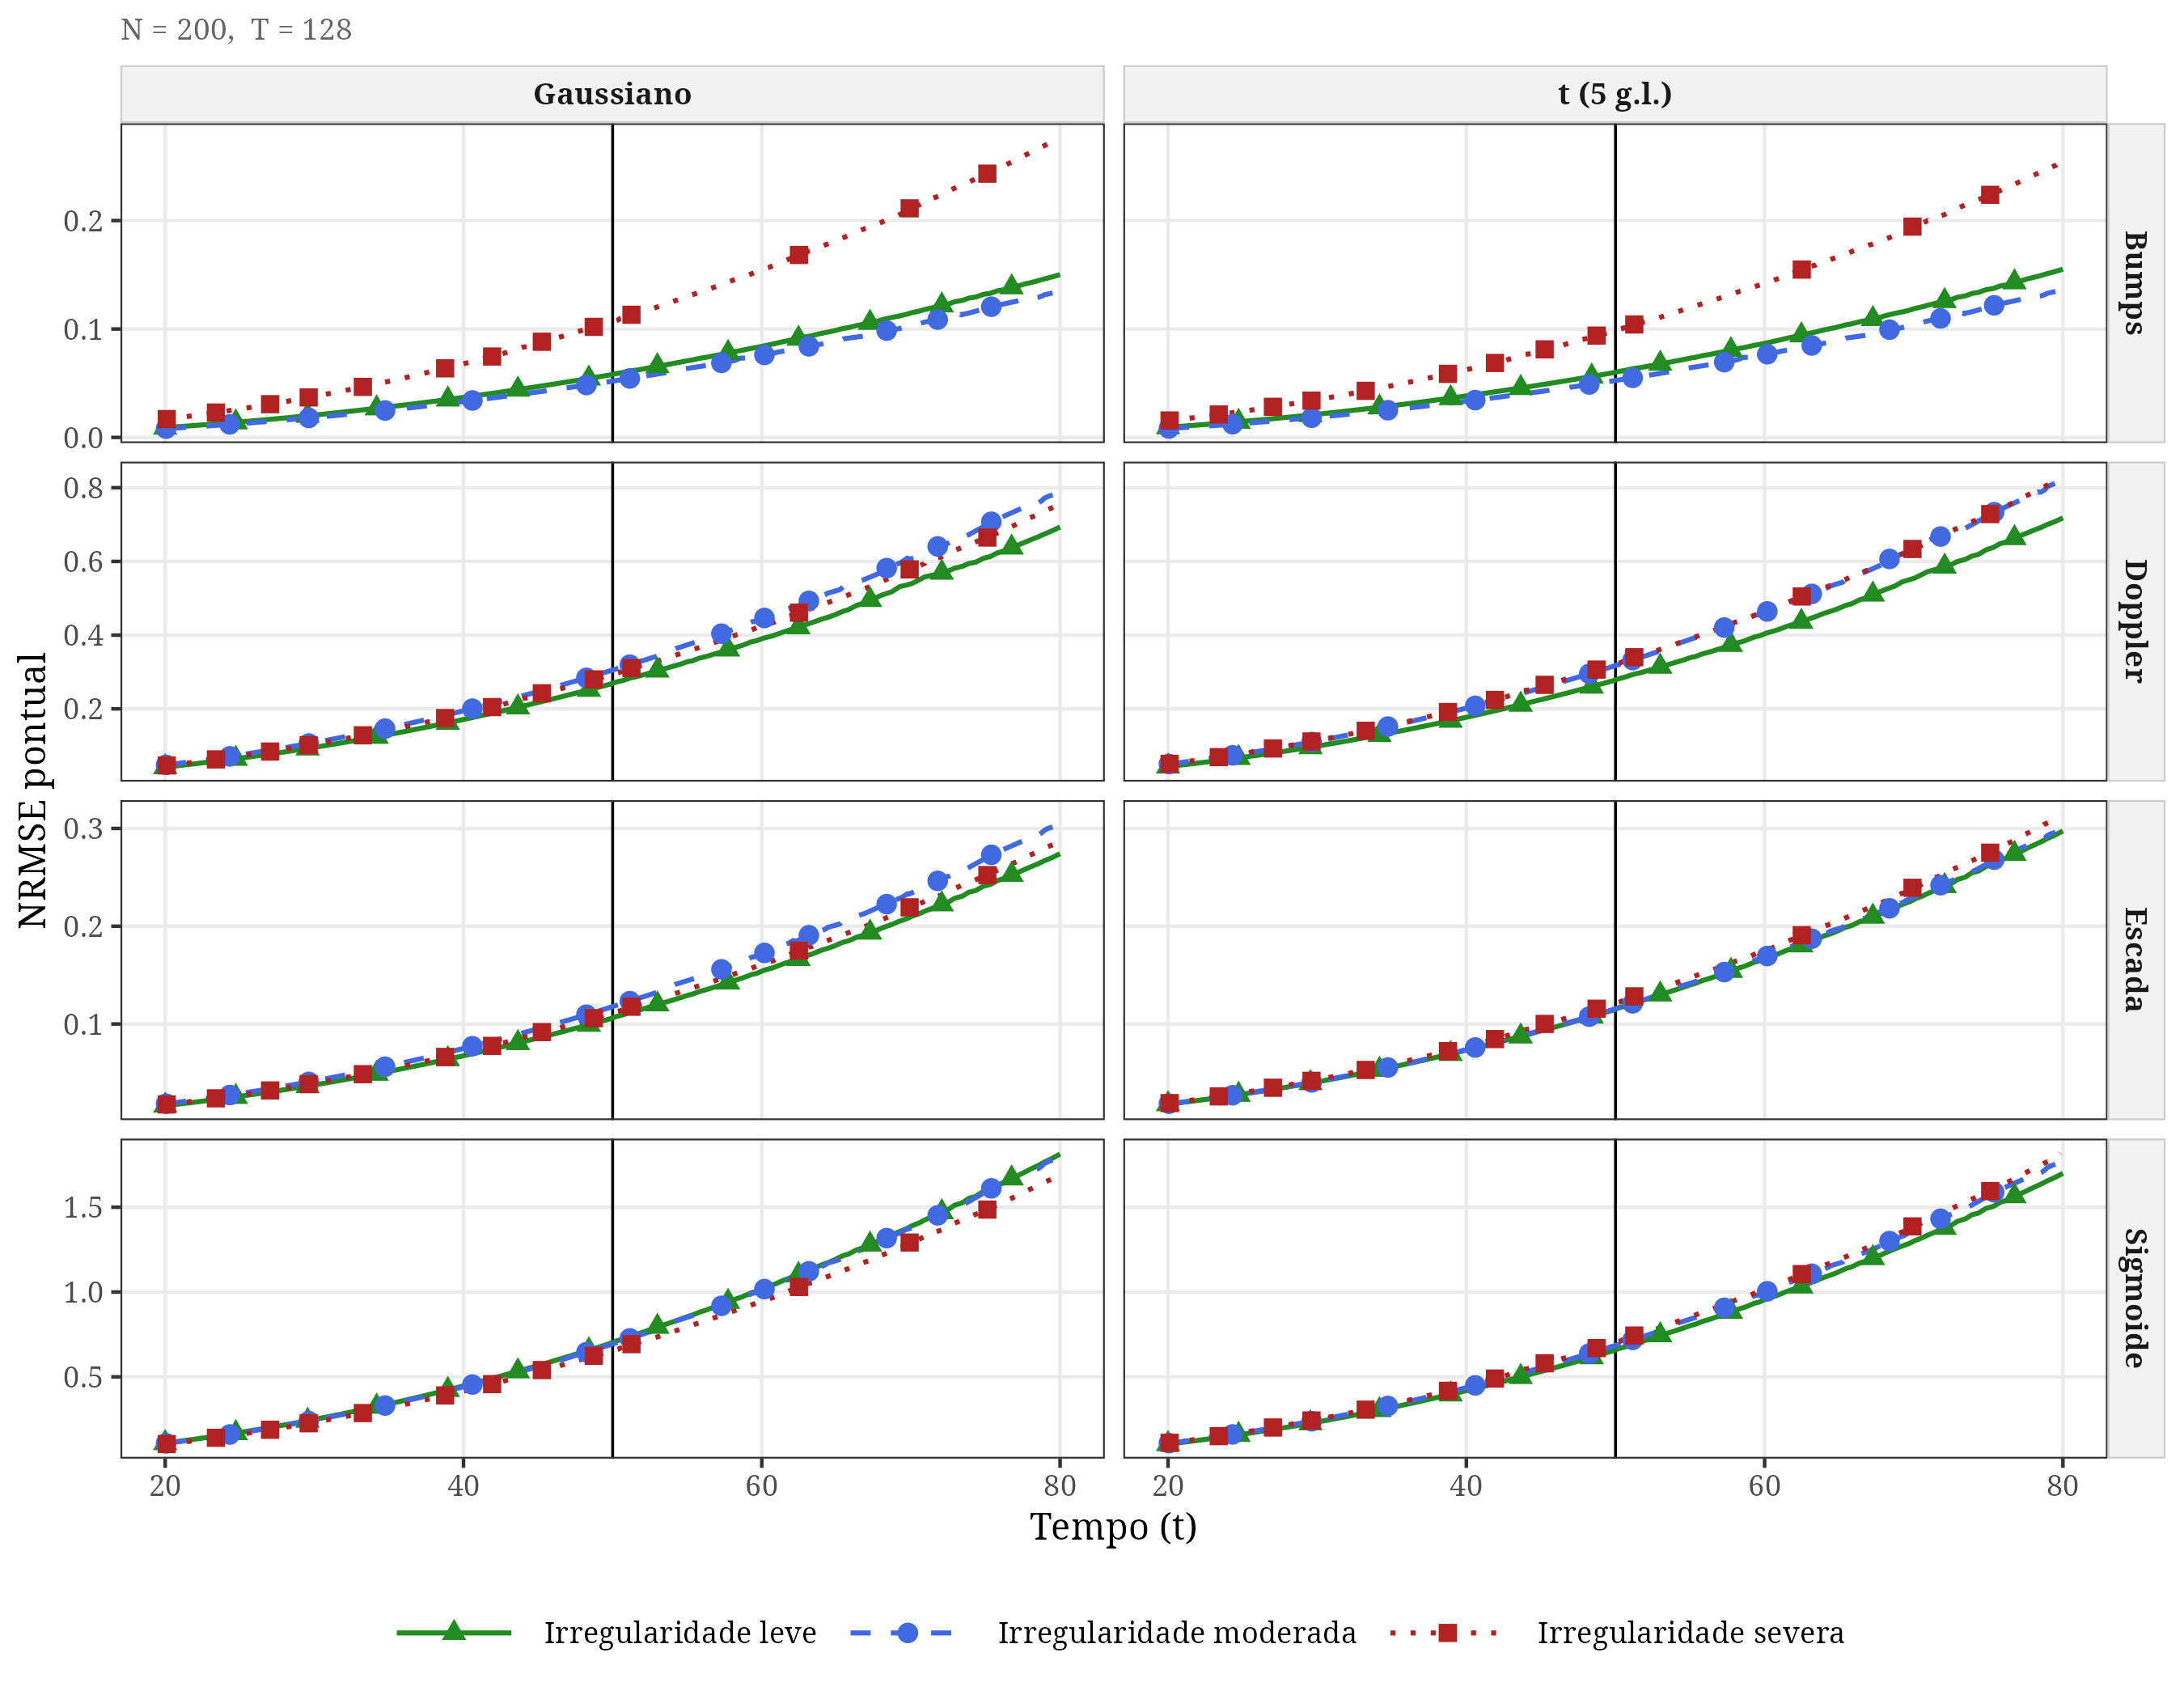 N = 200,  T = 128
Gaussiano
t (5 g.l.)
0.2
0.1
0.0
Bumps
0.8
0.6
0.4
0.2
Doppler
0.3
0.2
0.1
Escada
1.5
1.0
0.5
Sigmoide
NRMSE pontual
20 40 60 80
20 40 60 80
Tempo (t)
Irregularidade leve
Irregularidade moderada
Irregularidade severa